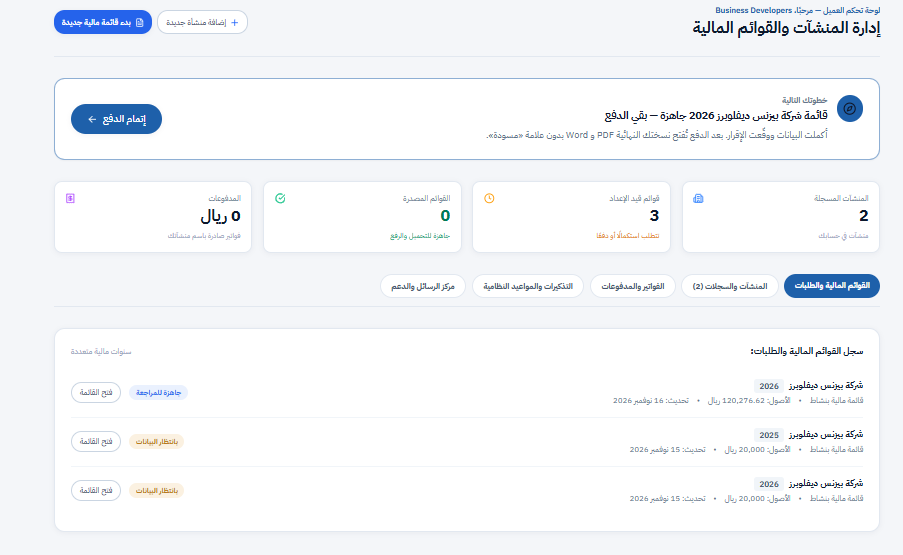 لوحة تحكم العميل — مرحبًا، Business Developers
إدارة المنشآت والقوائم المالية
+ إضافة منشأة جديدة
بدء قائمة مالية جديدة
خطوتك التالية
قائمة شركة بيزنس ديفلوبرز 2026 جاهزة — بقي الدفع
أكملت البيانات ووقّعت الإقرار. بعد الدفع تُفتح نسختك النهائية PDF و Word بدون علامة «مسودة».
إتمام الدفع ←
المنشآت المسجلة
2
منشآت في حسابك
قوائم قيد الإعداد
3
تتطلب استكمالًا أو دفعًا
القوائم المصدرة
0
جاهزة للتحميل والرفع
المدفوعات
0 ريال
فواتير صادرة باسم منشأتك
القوائم المالية والطلبات
المنشآت والسجلات (2)
الفواتير والمدفوعات
التذكيرات والمواعيد النظامية
مركز الرسائل والدعم
سجل القوائم المالية والطلبات:
سنوات مالية متعددة
شركة بيزنس ديفلوبرز 2026
قائمة مالية بنشاط • الأصول: 120,276.62 ريال • تحديث: 16 نوفمبر 2026
جاهزة للمراجعة
فتح القائمة
شركة بيزنس ديفلوبرز 2025
قائمة مالية بنشاط • الأصول: 20,000 ريال • تحديث: 15 نوفمبر 2026
بانتظار البيانات
فتح القائمة
شركة بيزنس ديفلوبرز 2026
قائمة مالية بنشاط • الأصول: 20,000 ريال • تحديث: 15 نوفمبر 2026
بانتظار البيانات
فتح القائمة